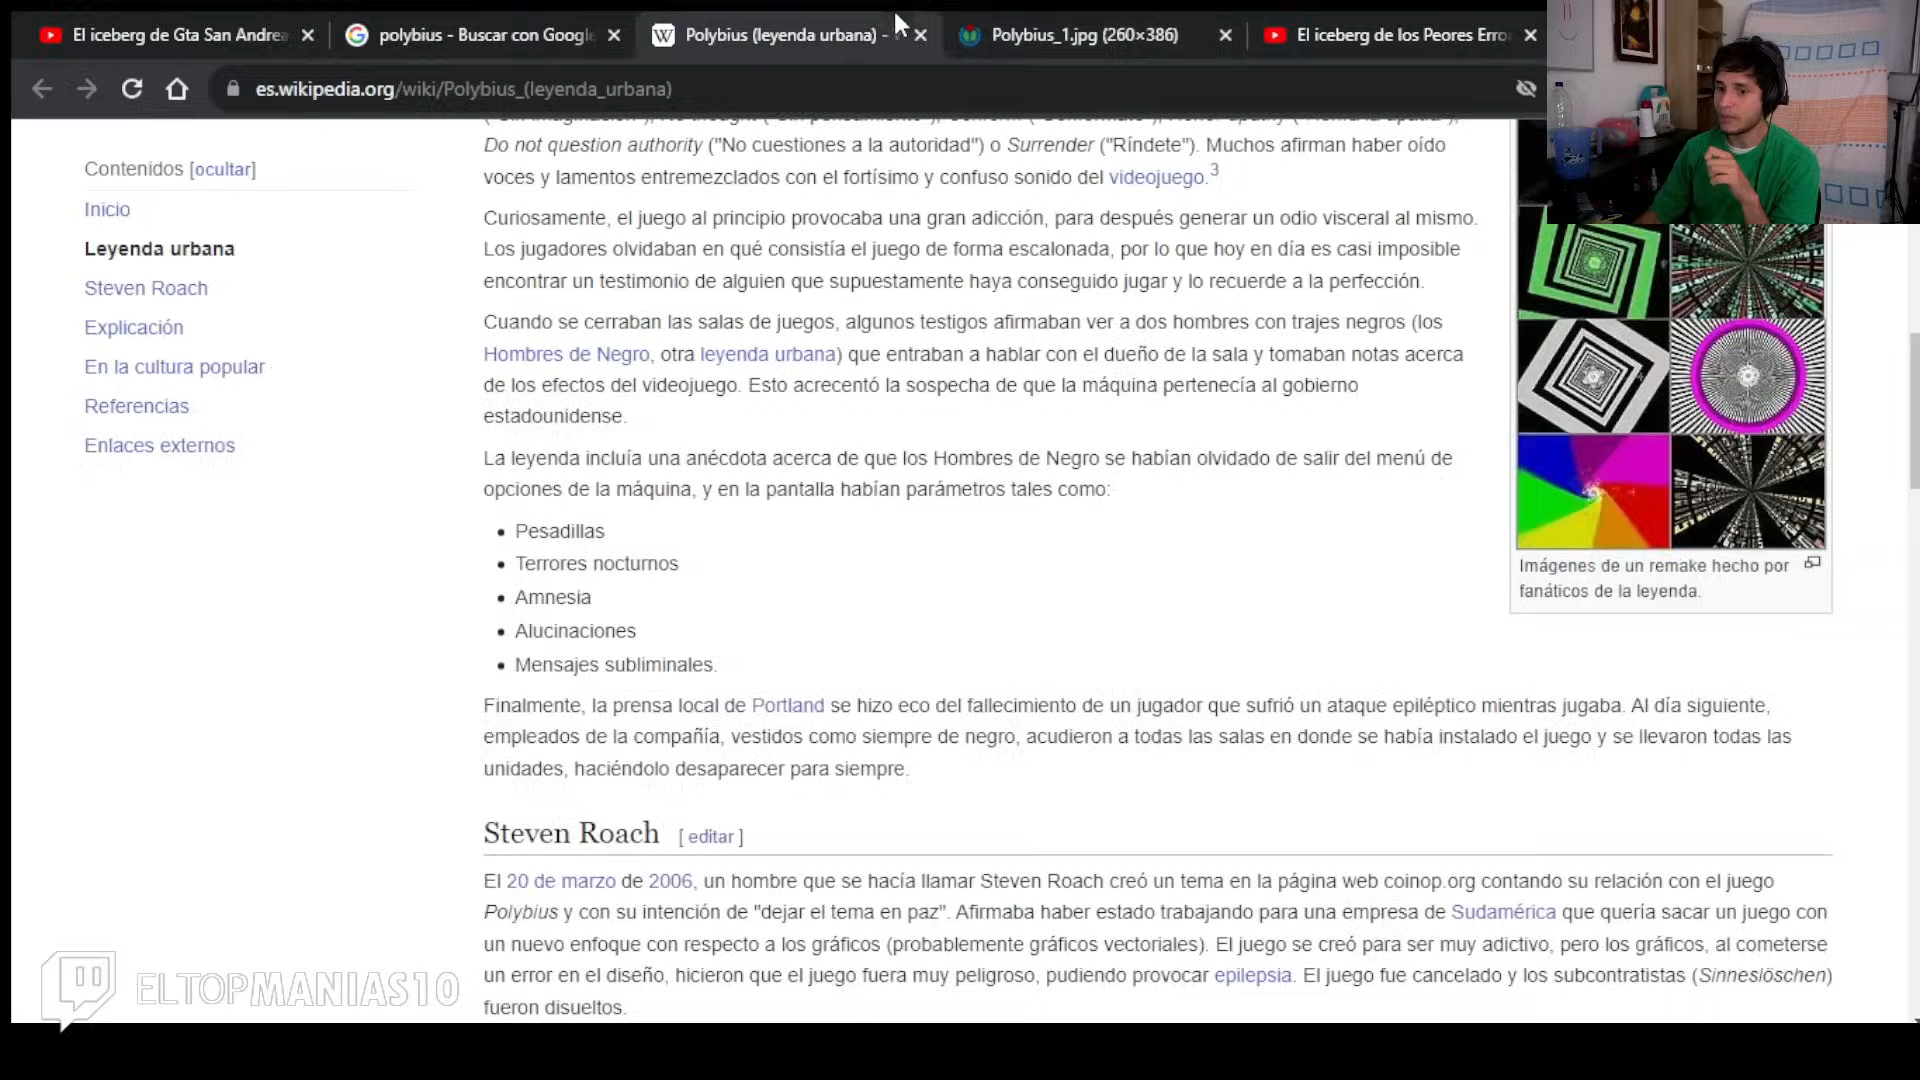 El iceberg de Gta San Andrea
polybius - Buscar con Google
Polybius (leyenda urbana) -
Polybius_1.jpg (260×386)
El iceberg de los Peores Erro
es.wikipedia.org/wiki/Polybius_(leyenda_urbana)
Contenidos [ocultar]
Inicio
Leyenda urbana
Steven Roach
Explicación
En la cultura popular
Referencias
Enlaces externos
Do not question authority ("No cuestiones a la autoridad") o Surrender ("Ríndete"). Muchos afirman haber oído
voces y lamentos entremezclados con el fortísimo y confuso sonido del videojuego.3
Curiosamente, el juego al principio provocaba una gran adicción, para después generar un odio visceral al mismo.
Los jugadores olvidaban en qué consistía el juego de forma escalonada, por lo que hoy en día es casi imposible
encontrar un testimonio de alguien que supuestamente haya conseguido jugar y lo recuerde a la perfección.
Cuando se cerraban las salas de juegos, algunos testigos afirmaban ver a dos hombres con trajes negros (los
Hombres de Negro, otra leyenda urbana) que entraban a hablar con el dueño de la sala y tomaban notas acerca
de los efectos del videojuego. Esto acrecentó la sospecha de que la máquina pertenecía al gobierno
estadounidense.
La leyenda incluía una anécdota acerca de que los Hombres de Negro se habían olvidado de salir del menú de
opciones de la máquina, y en la pantalla habían parámetros tales como:
Pesadillas
Terrores nocturnos
Amnesia
Alucinaciones
Mensajes subliminales.
Imágenes de un remake hecho por
fanáticos de la leyenda.
Finalmente, la prensa local de Portland se hizo eco del fallecimiento de un jugador que sufrió un ataque epiléptico mientras jugaba. Al día siguiente,
empleados de la compañía, vestidos como siempre de negro, acudieron a todas las salas en donde se había instalado el juego y se llevaron todas las
unidades, haciéndolo desaparecer para siempre.
Steven Roach [ editar ]
El 20 de marzo de 2006, un hombre que se hacía llamar Steven Roach creó un tema en la página web coinop.org contando su relación con el juego
Polybius y con su intención de "dejar el tema en paz". Afirmaba haber estado trabajando para una empresa de Sudamérica que quería sacar un juego con
un nuevo enfoque con respecto a los gráficos (probablemente gráficos vectoriales). El juego se creó para ser muy adictivo, pero los gráficos, al cometerse
un error en el diseño, hicieron que el juego fuera muy peligroso, pudiendo provocar epilepsia. El juego fue cancelado y los subcontratistas (Sinneslöschen)
fueron disueltos.
ELTOPMANIAS10